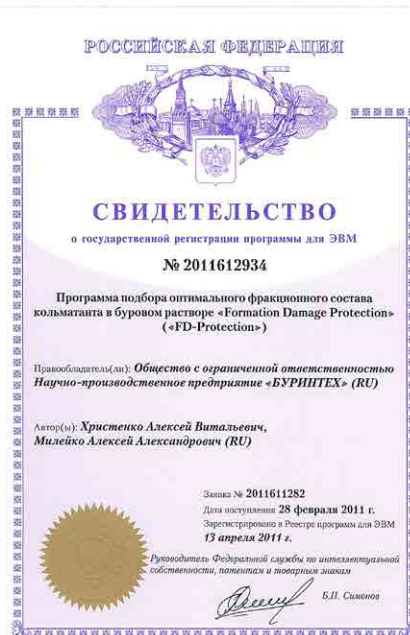 РОССИЙСКАЯ ФЕДЕРАЦИЯ
СВИДЕТЕЛЬСТВО
о государственной регистрации программы для ЭВМ
№ 2011612934
Программа подбора оптимального фракционного состава
кольматанта в буровом растворе «Formation Damage Protection»
(«FD-Protection»)
Правообладатель(ли): Общество с ограниченной ответственностью
Научно-производственное предприятие «БУРИНТЕХ» (RU)
Автор(ы): Христенко Алексей Витальевич,
Милейко Алексей Александрович (RU)
Заявка № 2011611282
Дата поступления 28 февраля 2011 г.
Зарегистрировано в Реестре программ для ЭВМ
13 апреля 2011 г.
Руководитель Федеральной службы по интеллектуальной
собственности, патентам и товарным знакам
Б.П. Симонов